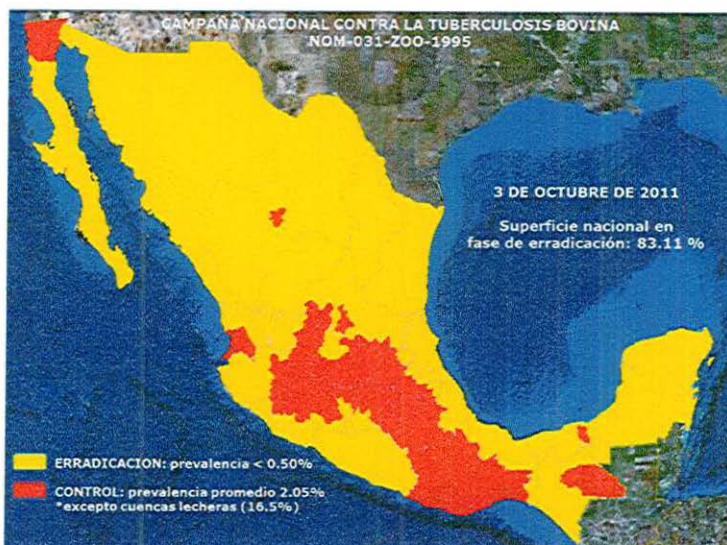 CAMPAÑA NACIONAL CONTRA LA TUBERCULOSIS BOVINA
NOM-031-ZOO-1995
3 DE OCTUBRE DE 2011
Superficie nacional en
fase de erradicación: 83.11 %
ERRADICACION: prevalencia < 0.50%
CONTROL: prevalencia promedio 2.05%
*excepto cuencas lecheras (16.5%)